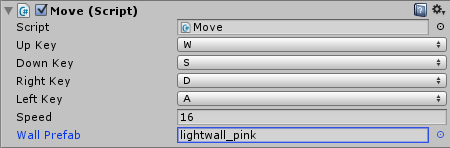 Move (Script)
Script Move
Up Key W
Down Key S
Right Key D
Left Key A
Speed 16
Wall Prefab lightwall_pink